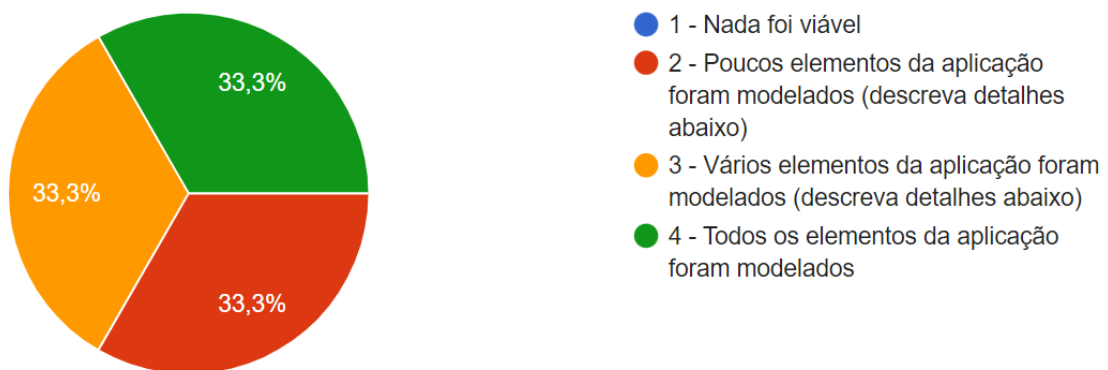 33,3%
33,3%
33,3%
1 - Nada foi viável
2 - Poucos elementos da aplicação
foram modelados (descreva detalhes
abaixo)
3 - Vários elementos da aplicação foram
modelados (descreva detalhes abaixo)
4 - Todos os elementos da aplicação
foram modelados